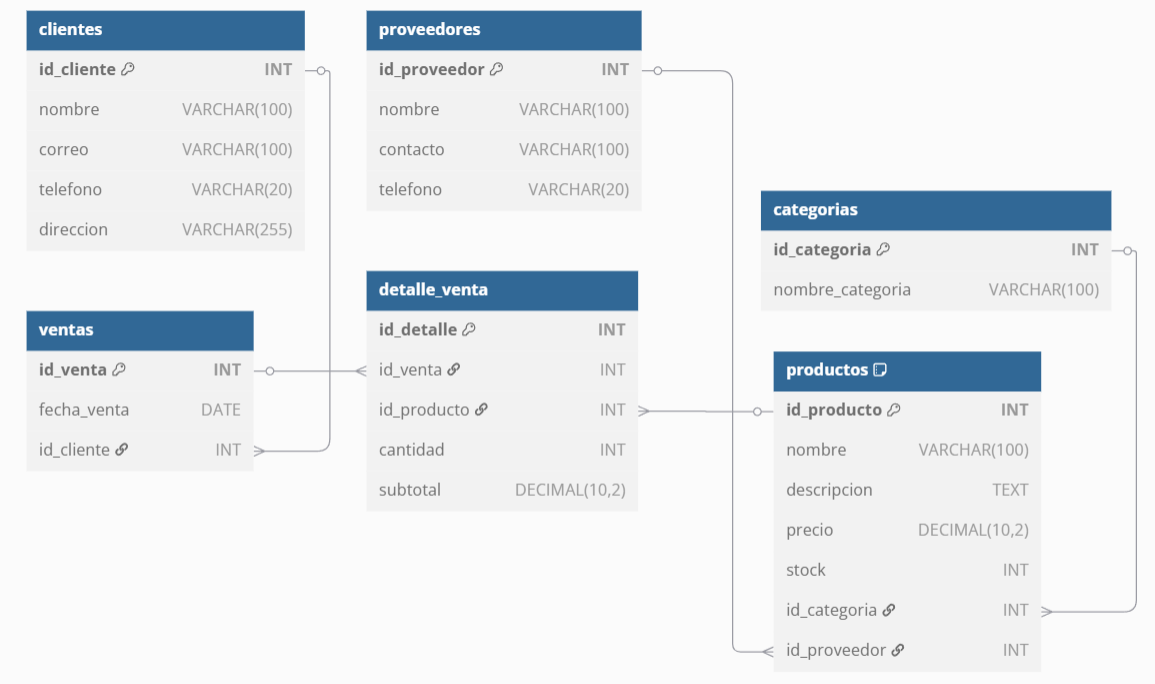 clientes
id_cliente INT
nombre VARCHAR(100)
correo VARCHAR(100)
telefono VARCHAR(20)
direccion VARCHAR(255)
proveedores
id_proveedor INT
nombre VARCHAR(100)
contacto VARCHAR(100)
telefono VARCHAR(20)
categorias
id_categoria INT
nombre_categoria VARCHAR(100)
detalle_venta
id_detalle INT
id_venta INT
id_producto INT
cantidad INT
subtotal DECIMAL(10,2)
ventas
id_venta INT
fecha_venta DATE
id_cliente INT
productos
id_producto INT
nombre VARCHAR(100)
descripcion TEXT
precio DECIMAL(10,2)
stock INT
id_categoria INT
id_proveedor INT